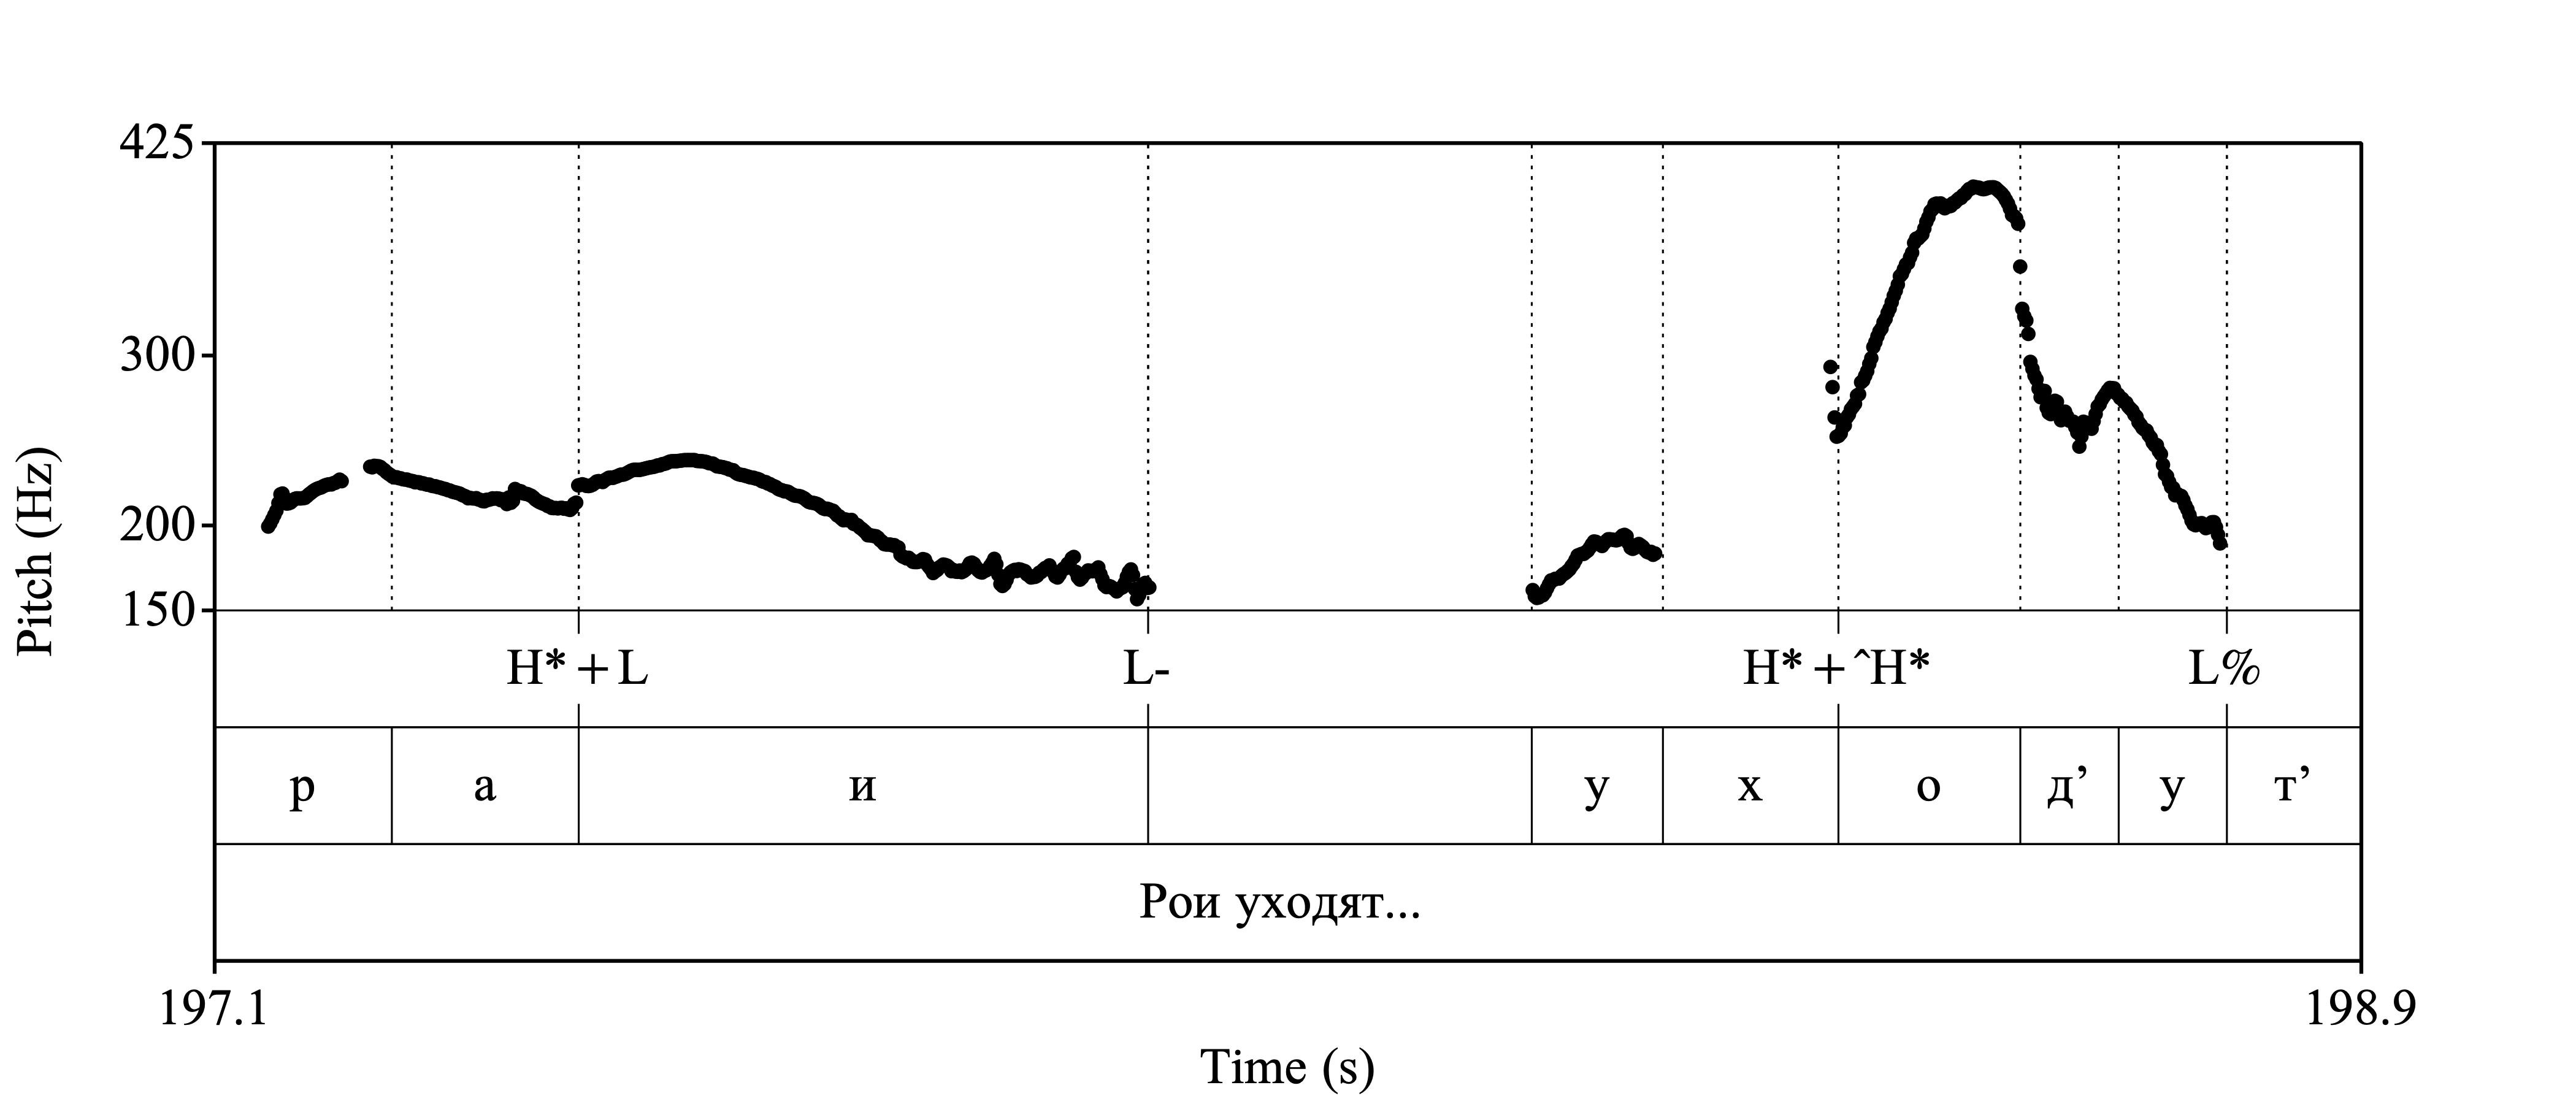 425
300
200
150
Pitch (Hz)
H*+L L- H*+^H* L%
р а и у х о д’ у т’
Рои уходят...
197.1 198.9
Time (s)